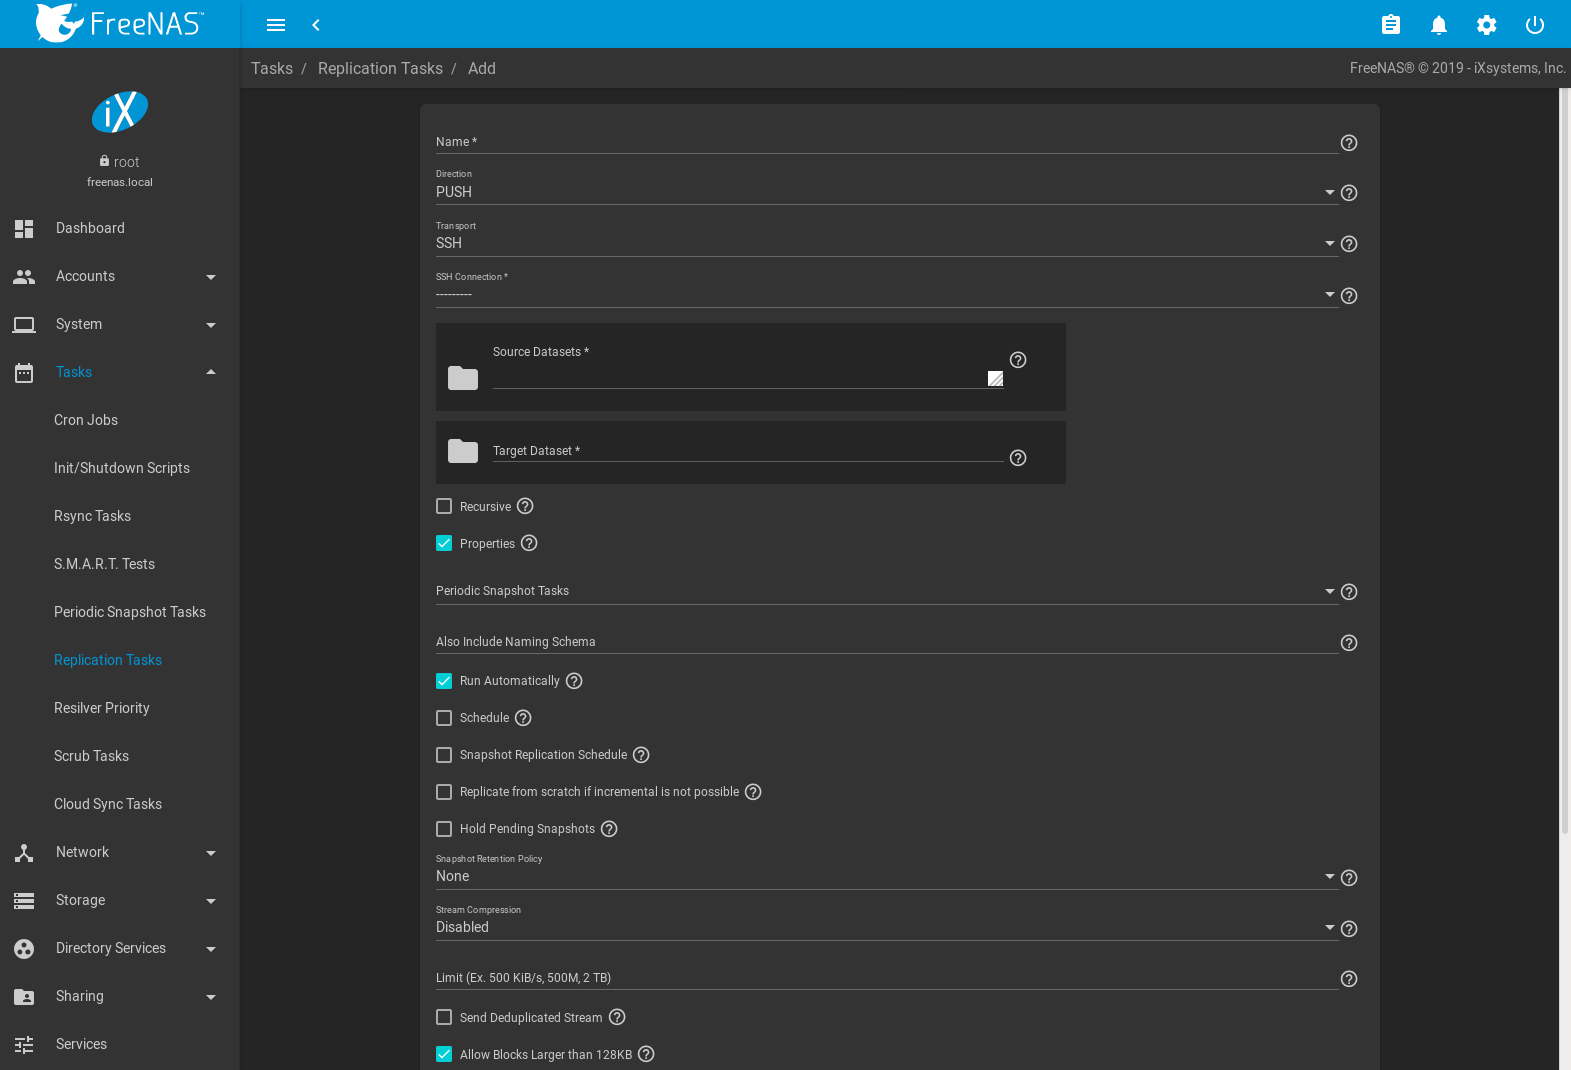 FreeNAS™
Tasks / Replication Tasks / Add
FreeNAS® © 2019 - iXsystems, Inc.
iX
root
freenas.local
Dashboard
Accounts
System
Tasks
Cron Jobs
Init/Shutdown Scripts
Rsync Tasks
S.M.A.R.T. Tests
Periodic Snapshot Tasks
Replication Tasks
Resilver Priority
Scrub Tasks
Cloud Sync Tasks
Network
Storage
Directory Services
Sharing
Services
Name *
Direction
PUSH
Transport
SSH
SSH Connection *
---------
Source Datasets *
Target Dataset *
Recursive
Properties
Periodic Snapshot Tasks
Also Include Naming Schema
Run Automatically
Schedule
Snapshot Replication Schedule
Replicate from scratch if incremental is not possible
Hold Pending Snapshots
Snapshot Retention Policy
None
Stream Compression
Disabled
Limit (Ex. 500 KiB/s, 500M, 2 TB)
Send Deduplicated Stream
Allow Blocks Larger than 128KB